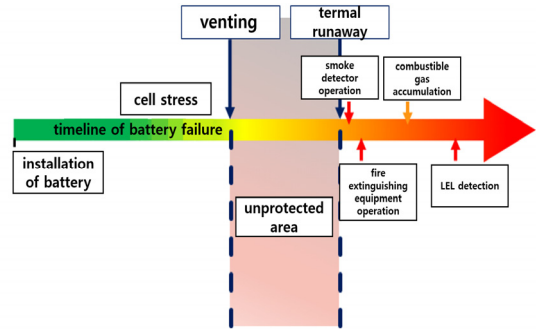 venting
termal
runaway
smoke
detector
operation
combustible
gas
accumulation
cell stress
timeline of battery failure
installation
of battery
unprotected
area
fire
extinguishing
equipment
operation
LEL detection